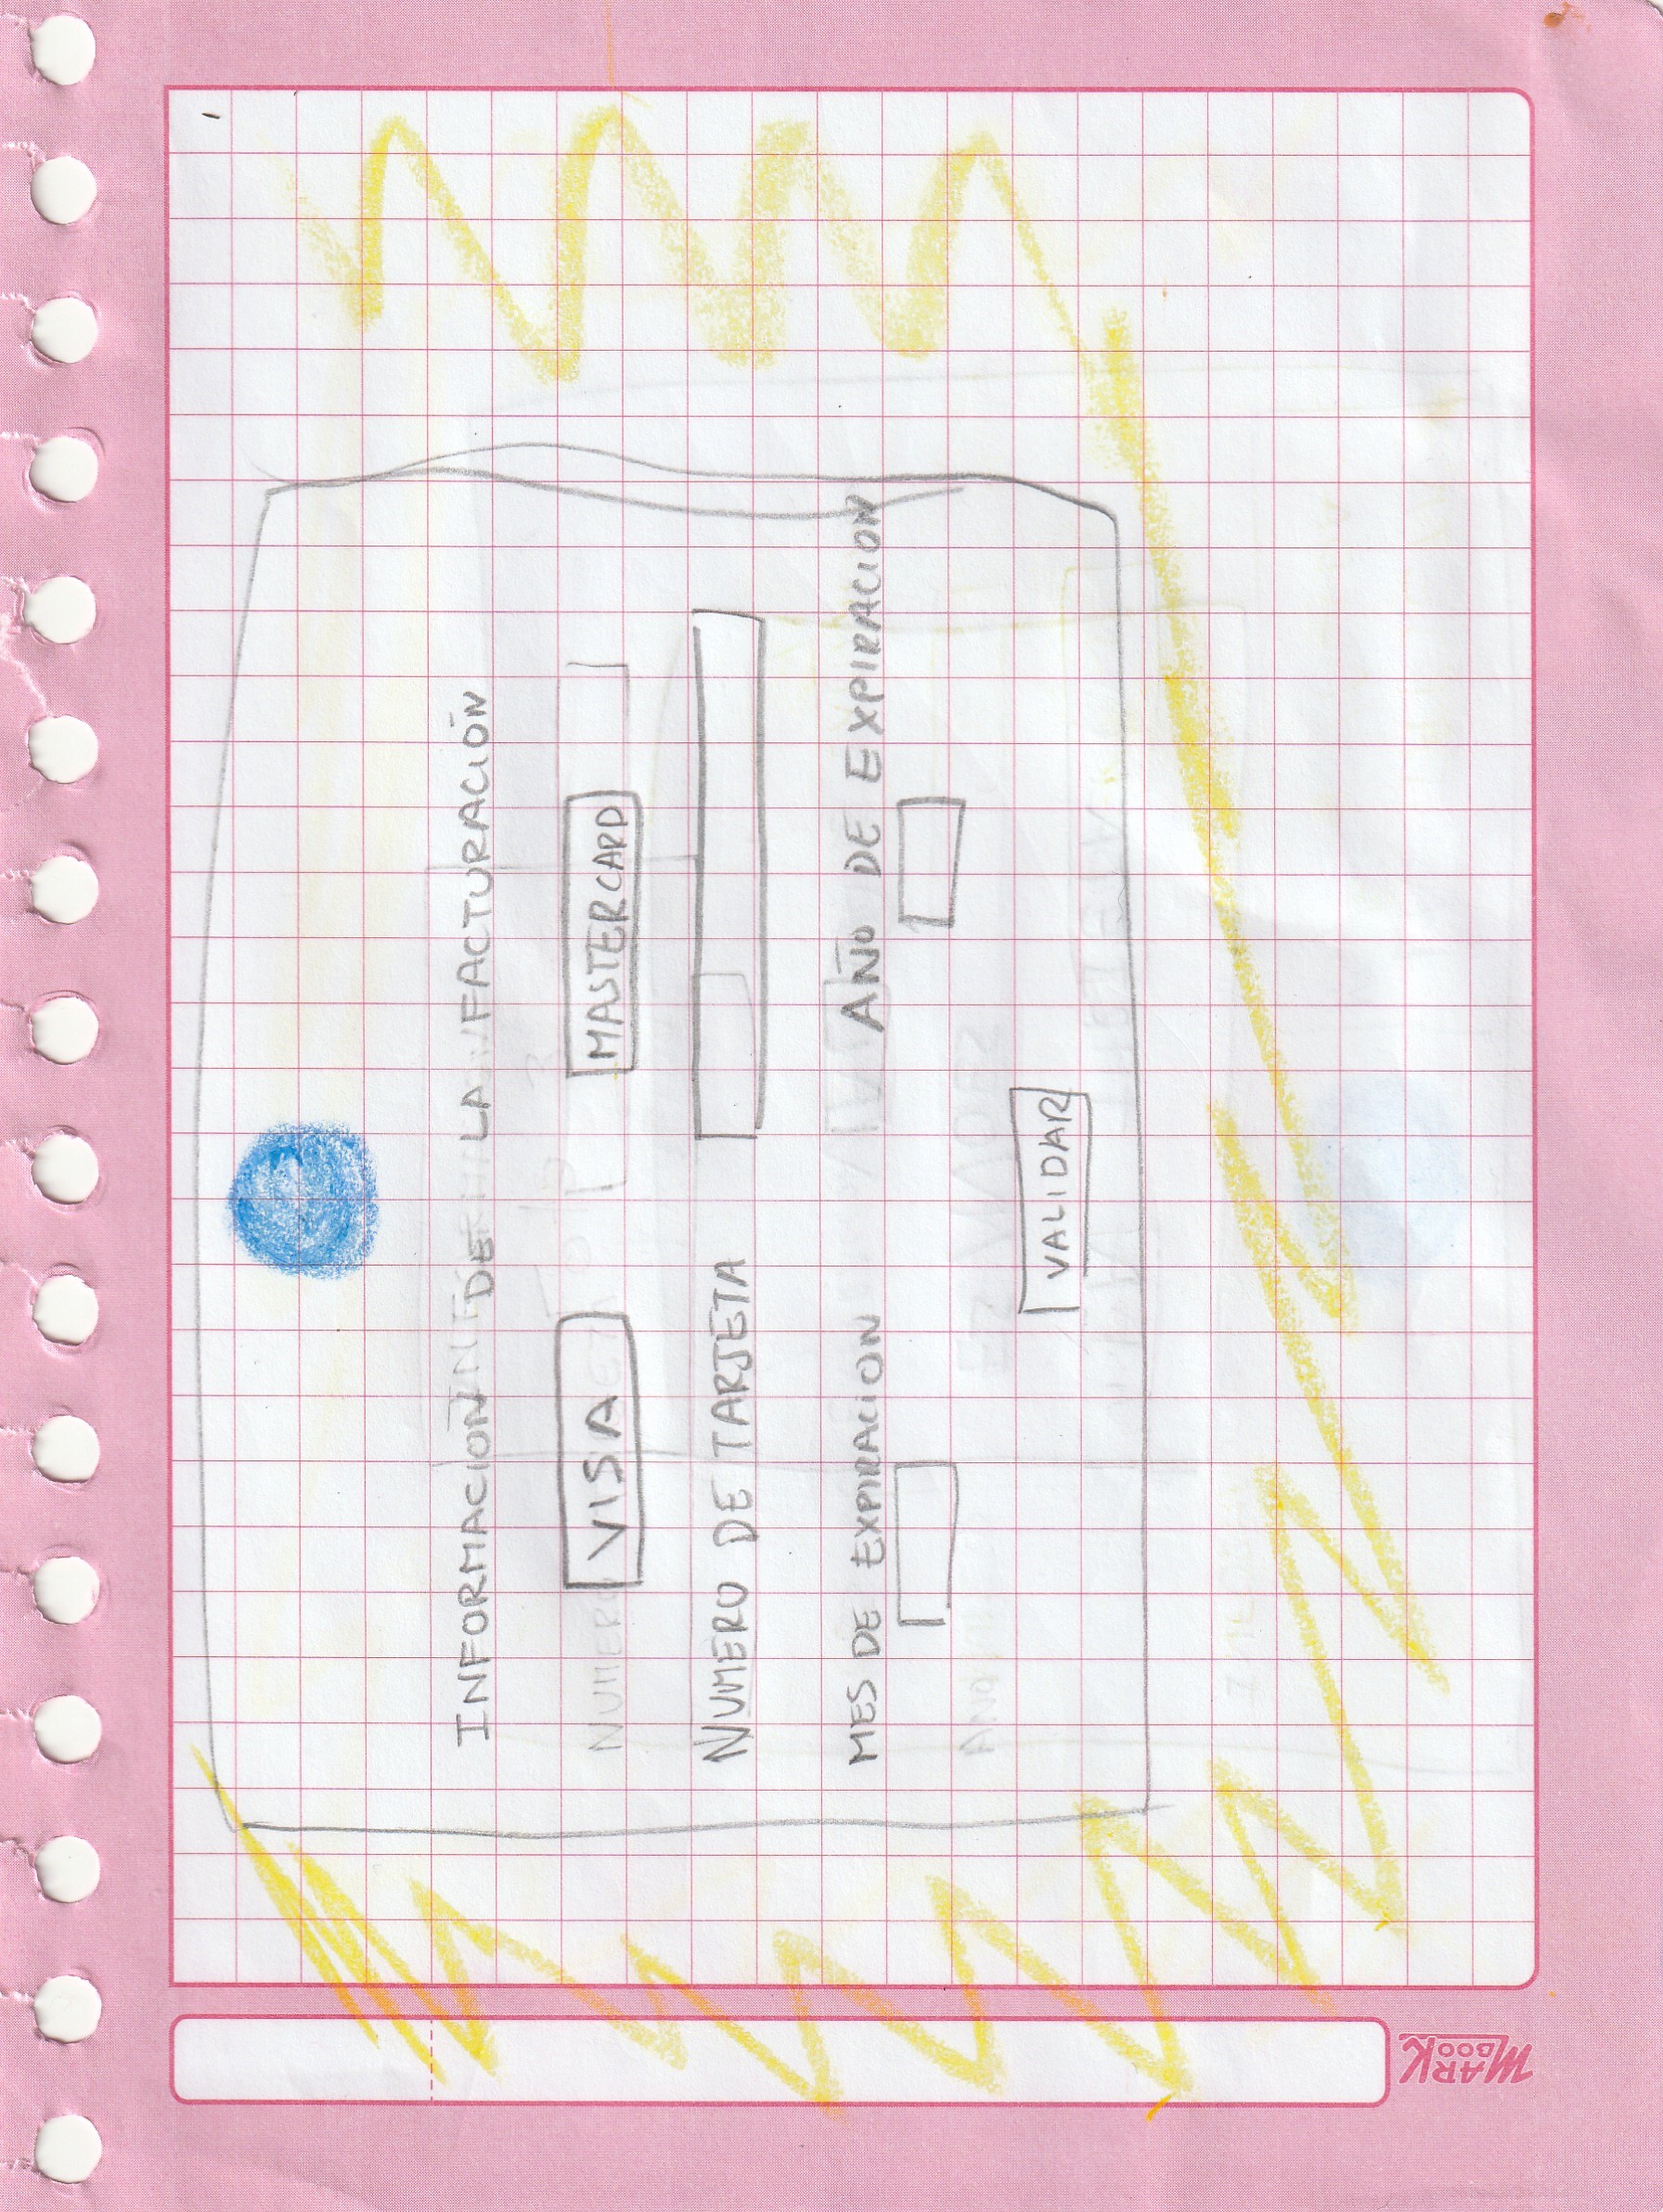 INFORMACIÓN DE LA FACTURACIÓN
VISA MASTERCARD
NUMERO DE TARJETA
MES DE EXPIRACION AÑO DE EXPIRACION
VALIDAR
MARK BOOK